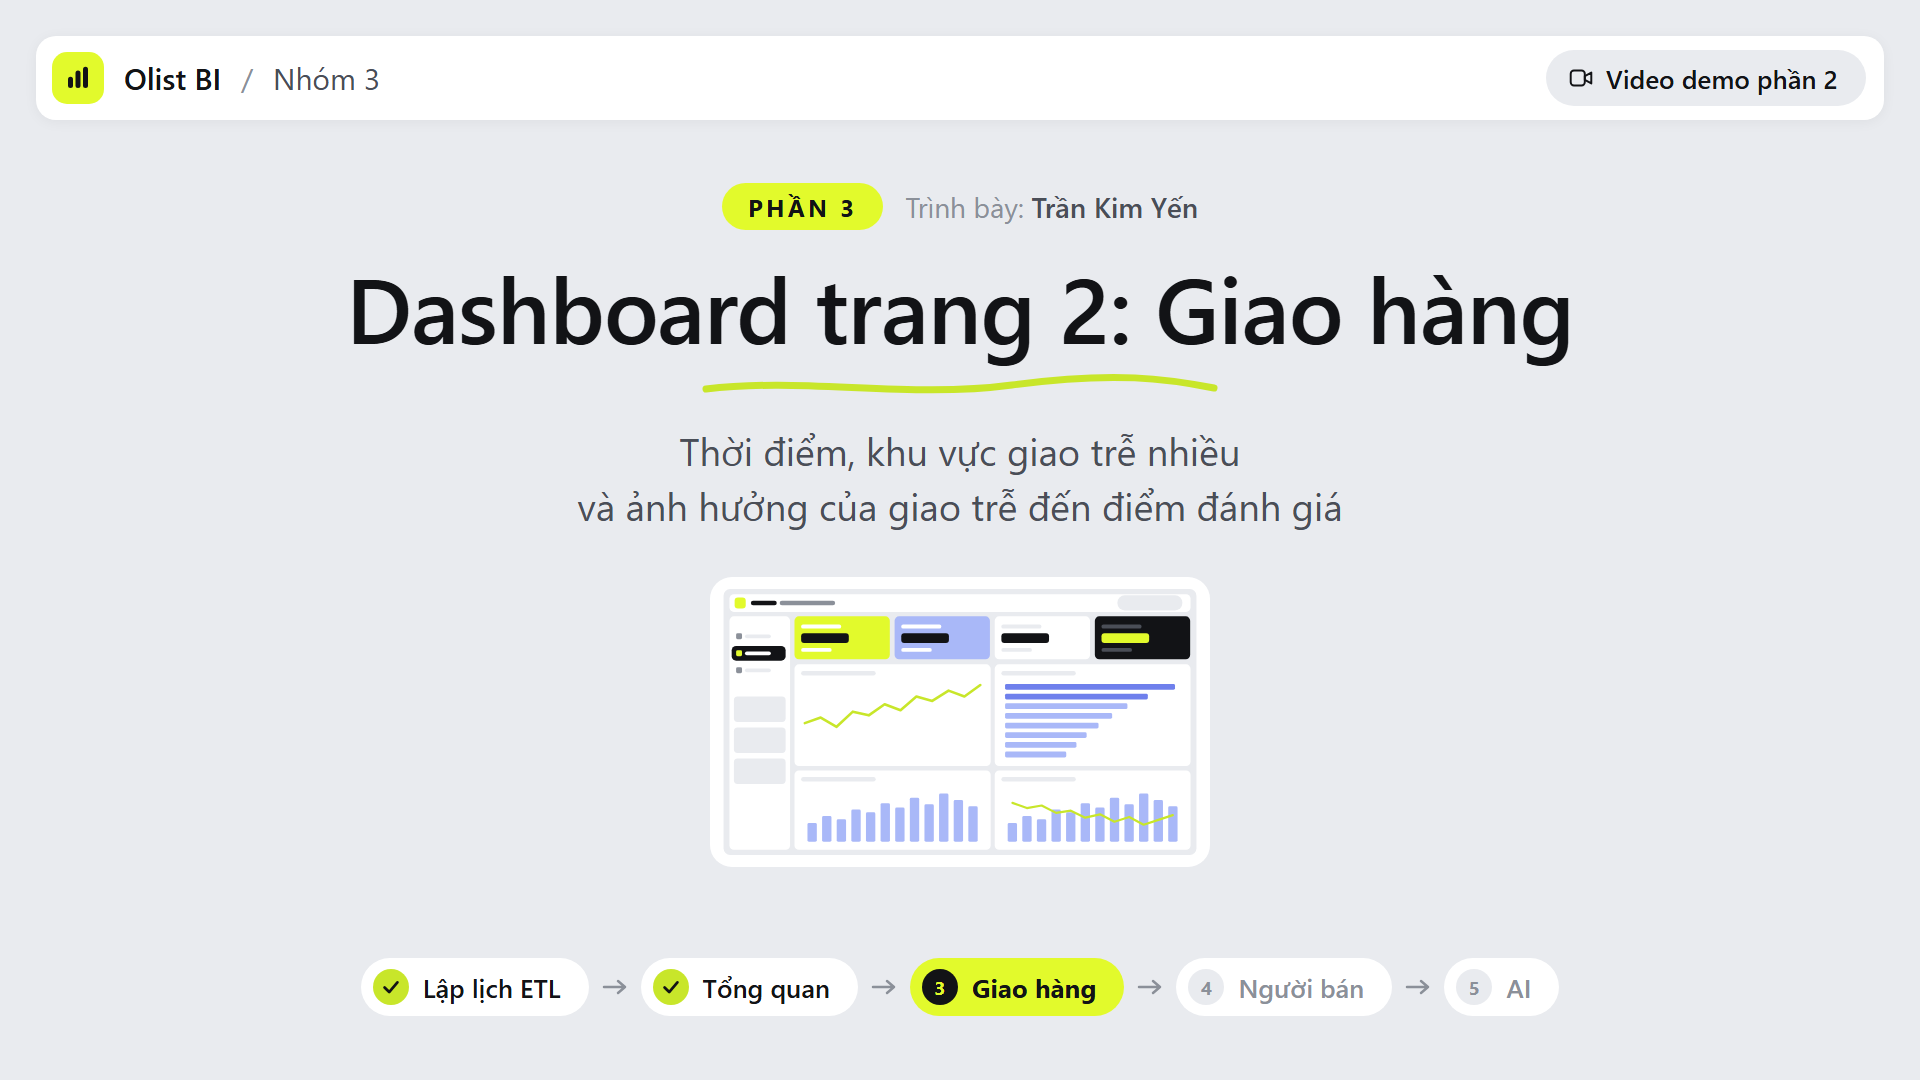 Olist BI / Nhóm 3
Video demo phần 2
PHẦN 3
Trình bày: Trần Kim Yến
Dashboard trang 2: Giao hàng
Thời điểm, khu vực giao trễ nhiều
và ảnh hưởng của giao trễ đến điểm đánh giá
Lập lịch ETL
Tổng quan
3 Giao hàng
4 Người bán
5 AI